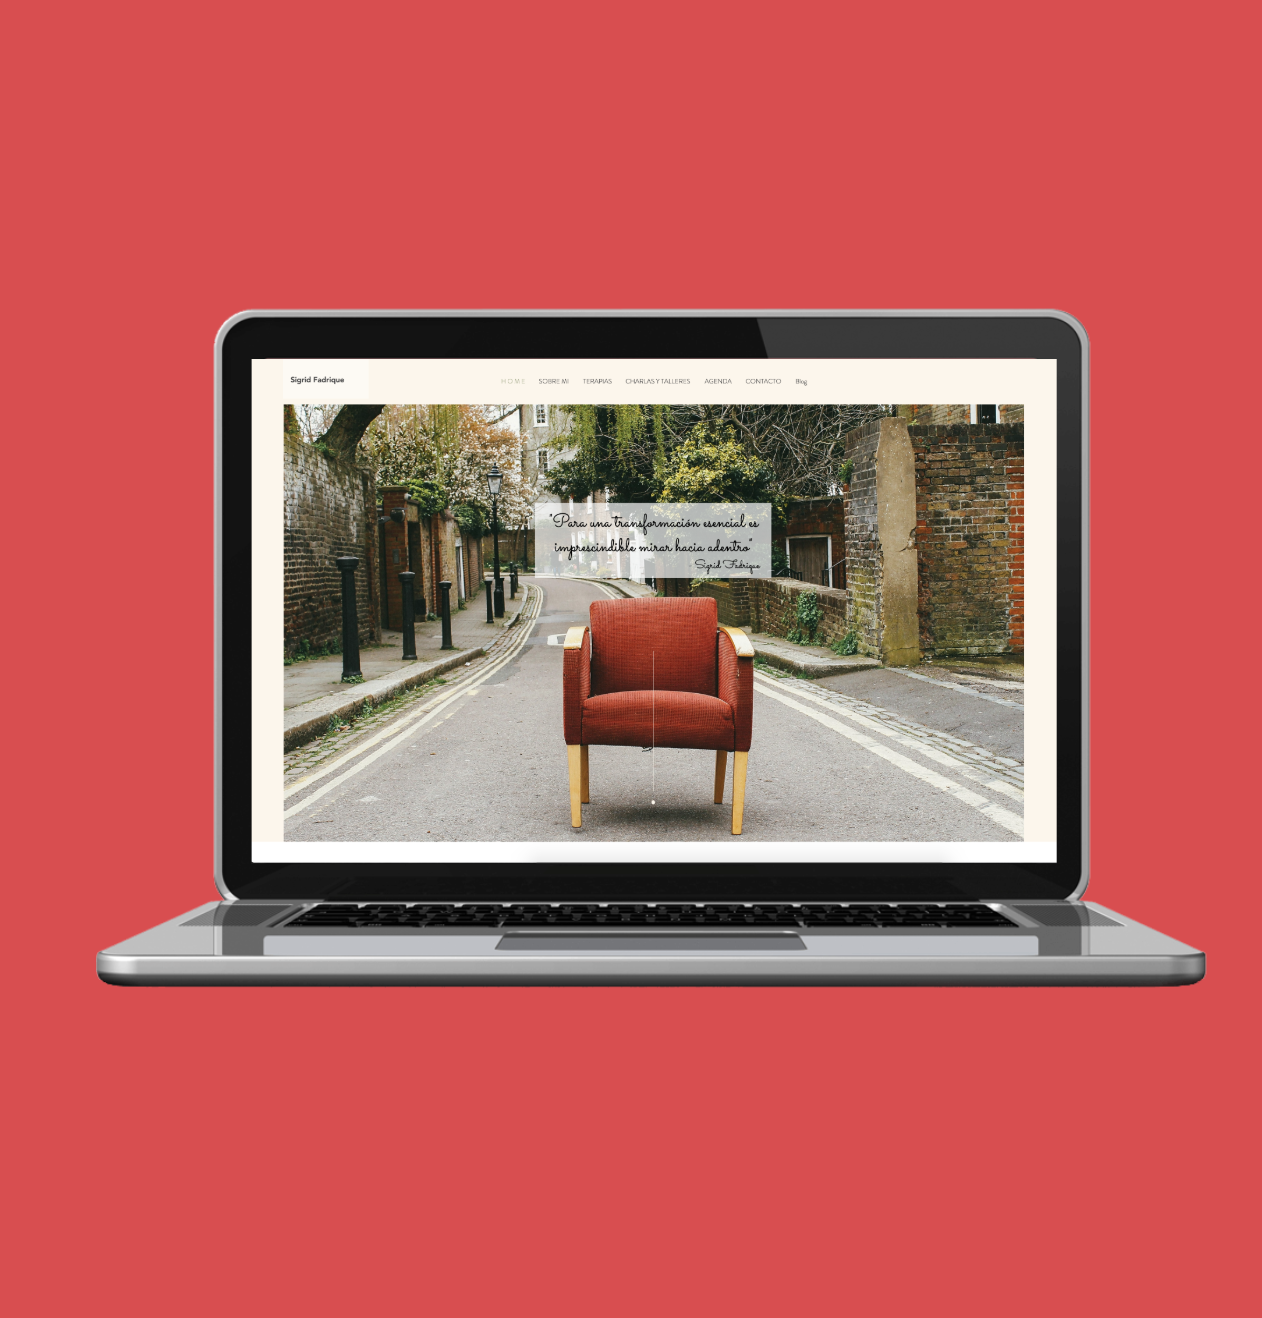 Sigrid Fadrique
HOME SOBRE MI TERAPIAS CHARLAS Y TALLERES AGENDA CONTACTO Blog
"Para una transformación esencial es
imprescindible mirar hacia adentro"
- Sigrid Fadrique